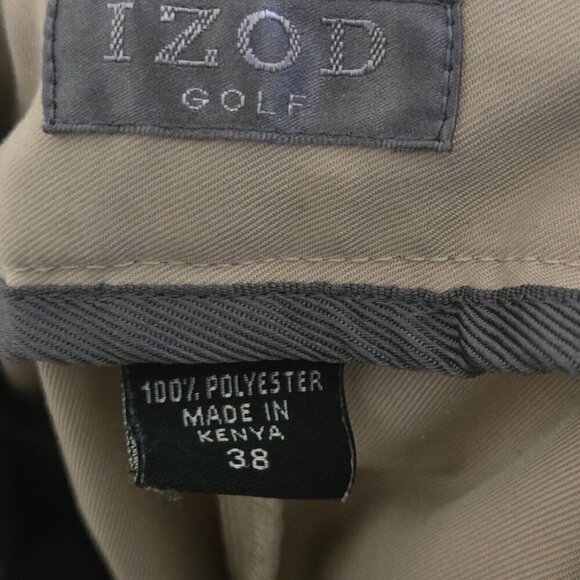 IZOD
GOLF
100% POLYESTER
MADE IN
KENYA
38